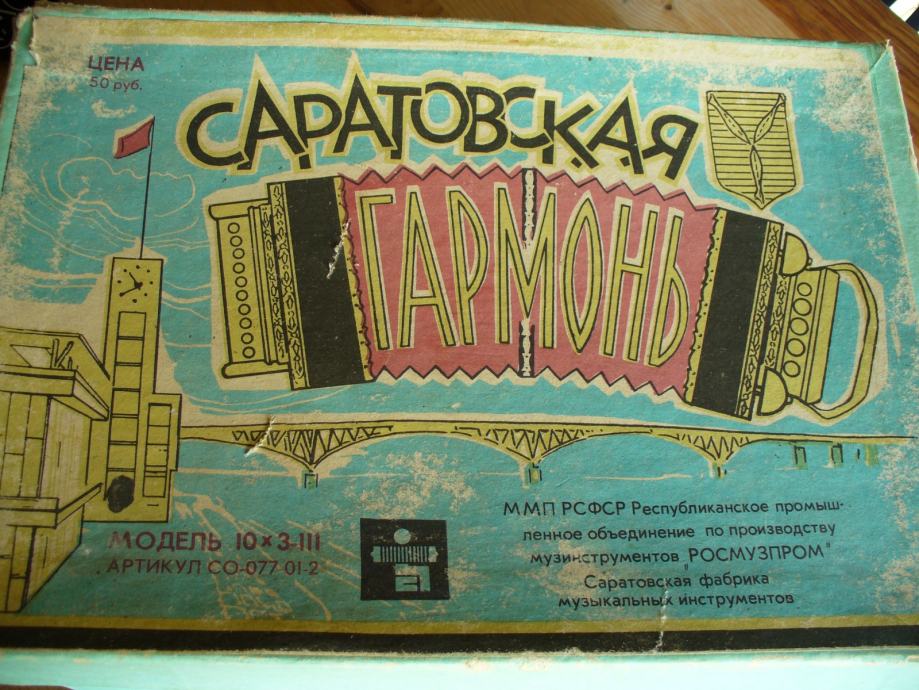 ЦЕНА
50 руб.
САРАТОВСКАЯ
ГАРМОНЬ
ММП РСФСР Республиканское промыш-
ленное объединение по производству
музинструментов "РОСМУЗПРОМ"
Саратовская фабрика
музыкальных инструментов
МОДЕЛЬ 10×3-III
АРТИКУЛ СО-077-01-2